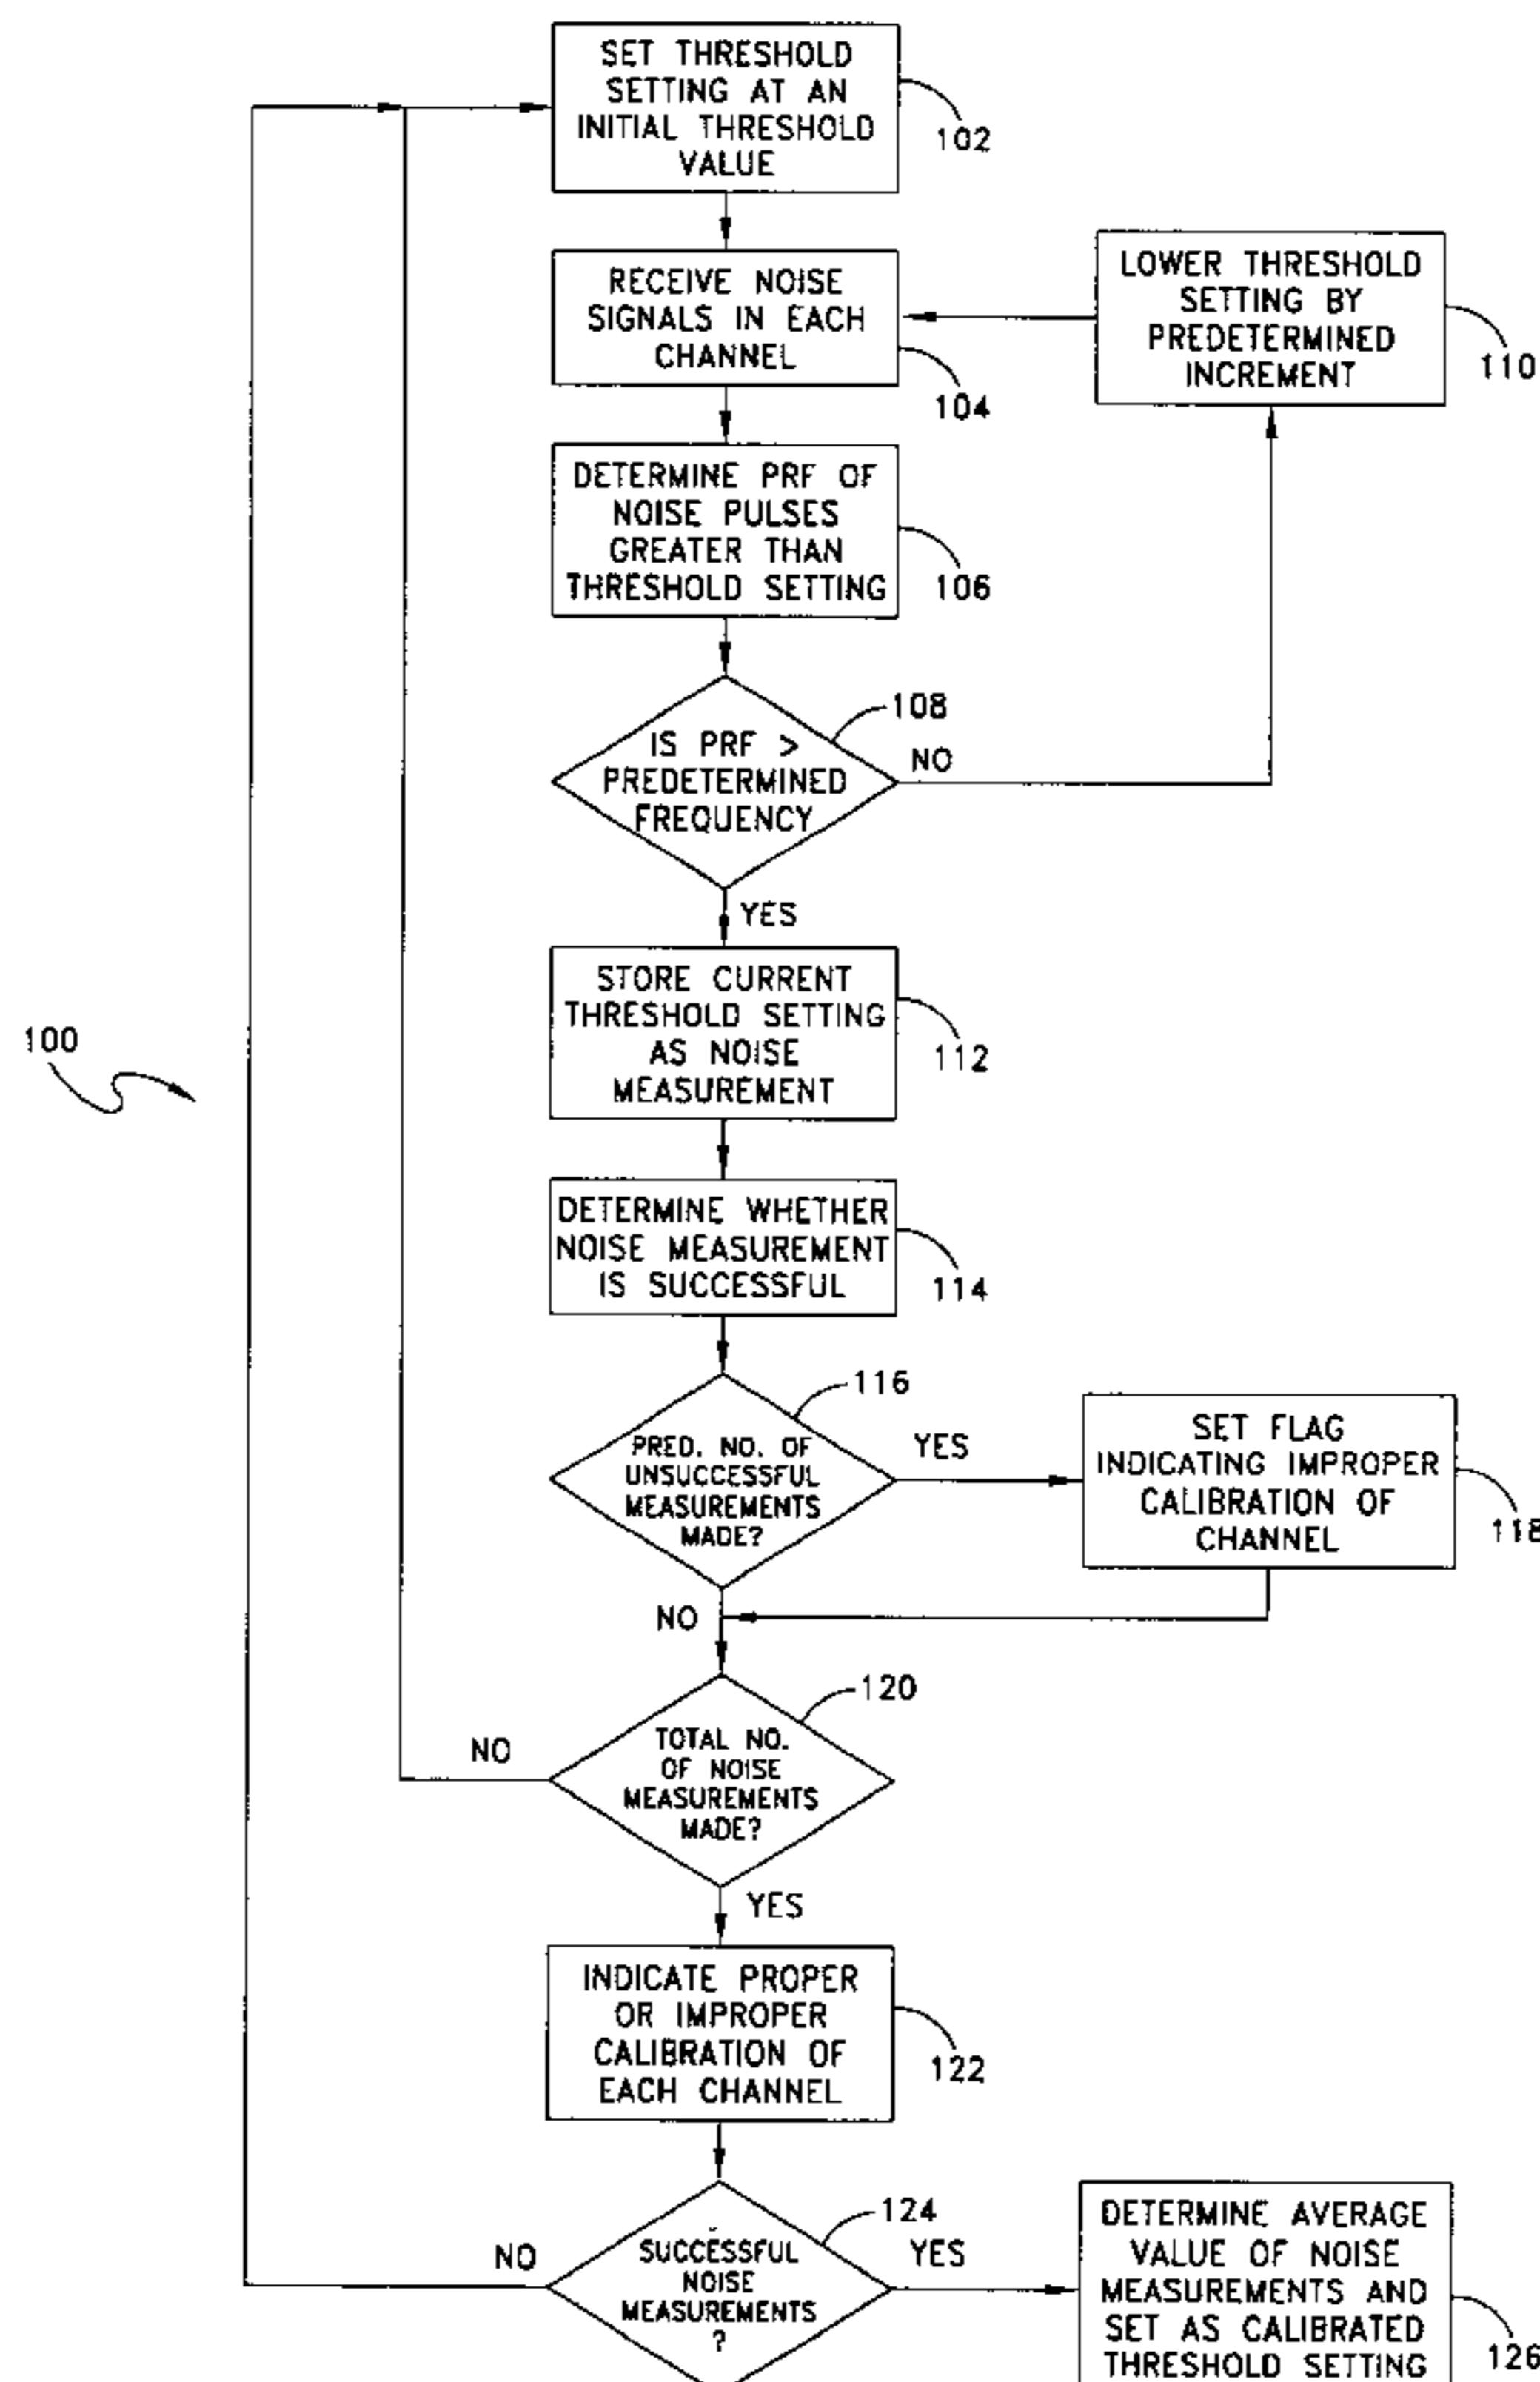 SET THRESHOLD
SETTING AT AN
INITIAL THRESHOLD
VALUE
102
RECEIVE NOISE
SIGNALS IN EACH
CHANNEL
104
LOWER THRESHOLD
SETTING BY
PREDETERMINED
INCREMENT
110
DETERMINE PRF OF
NOISE PULSES
GREATER THAN
THRESHOLD SETTING
106
108
IS PRF >
PREDETERMINED
FREQUENCY
NO
YES
STORE CURRENT
THRESHOLD SETTING
AS NOISE
MEASUREMENT
112
100
DETERMINE WHETHER
NOISE MEASUREMENT
IS SUCCESSFUL
114
116
PRED. NO. OF
UNSUCCESSFUL
MEASUREMENTS
MADE?
YES
SET FLAG
INDICATING IMPROPER
CALIBRATION OF
CHANNEL
118
NO
120
TOTAL NO.
OF NOISE
MEASUREMENTS
MADE?
NO
YES
INDICATE PROPER
OR IMPROPER
CALIBRATION OF
EACH CHANNEL
122
124
SUCCESSFUL
NOISE
MEASUREMENTS
?
NO
YES
DETERMINE AVERAGE
VALUE OF NOISE
MEASUREMENTS AND
SET AS CALIBRATED
THRESHOLD SETTING
126